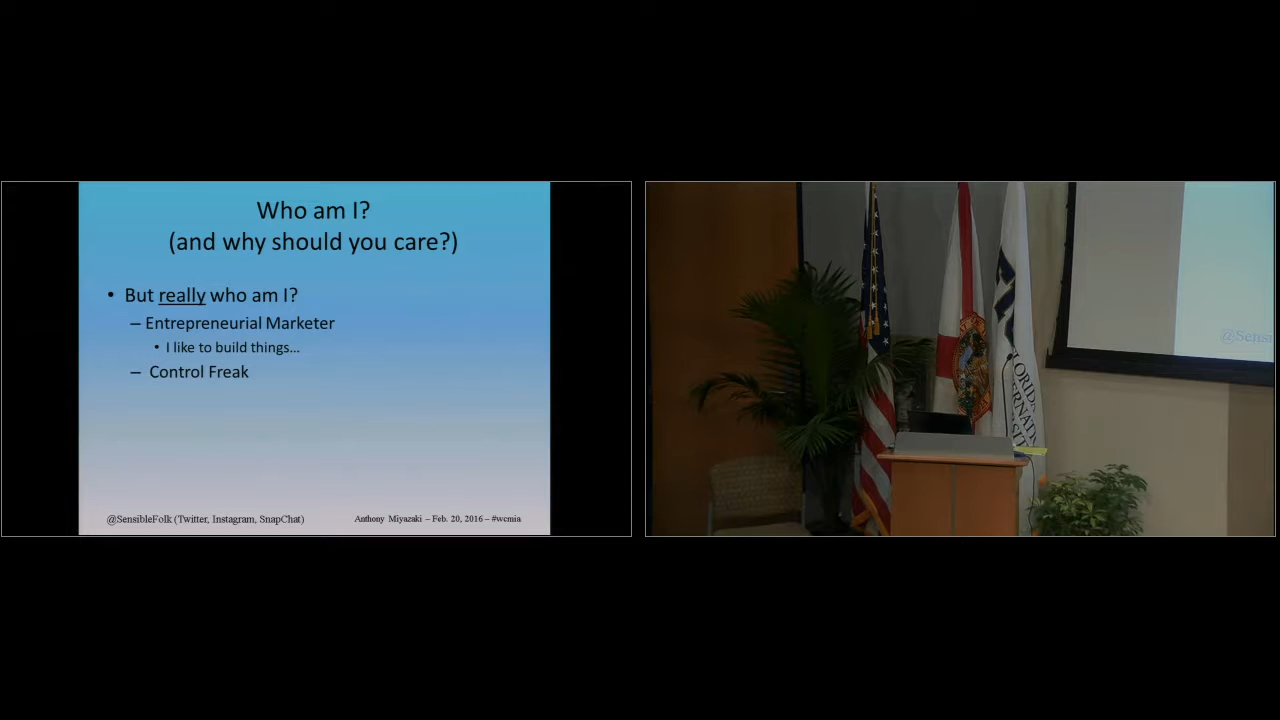 Who am I?
(and why should you care?)
• But really who am I?
– Entrepreneurial Marketer
• I like to build things...
– Control Freak
@SensibleFolk (Twitter, Instagram, SnapChat)
Anthony Miyazaki – Feb. 20, 2016 – #wcmia
@Sensi